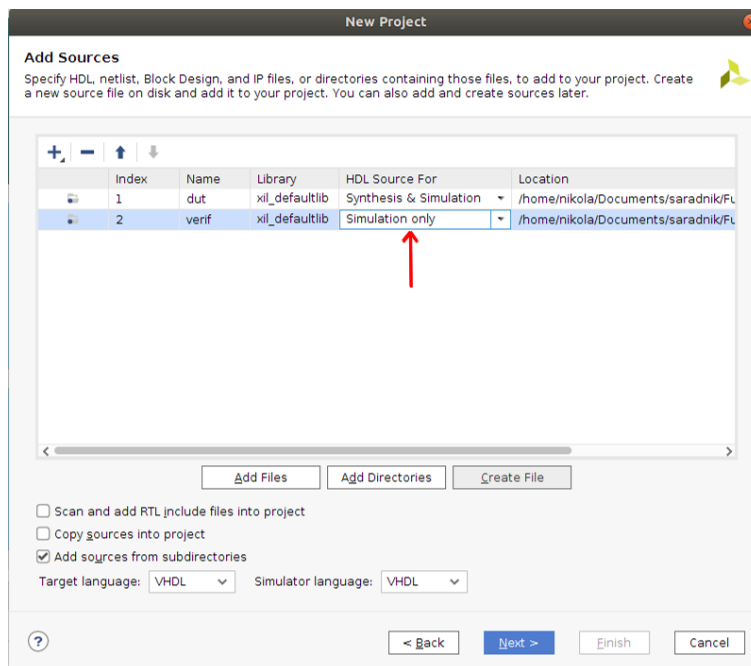 New Project
Add Sources
Specify HDL, netlist, Block Design, and IP files, or directories containing those files, to add to your project. Create
a new source file on disk and add it to your project. You can also add and create sources later.
Index Name Library HDL Source For Location
1 dut xil_defaultlib Synthesis & Simulation /home/nikola/Documents/saradnik/Fu
2 verif xil_defaultlib Simulation only /home/nikola/Documents/saradnik/Fu
Add Files Add Directories Create File
Scan and add RTL include files into project
Copy sources into project
Add sources from subdirectories
Target language: VHDL Simulator language: VHDL
? < Back Next > Finish Cancel